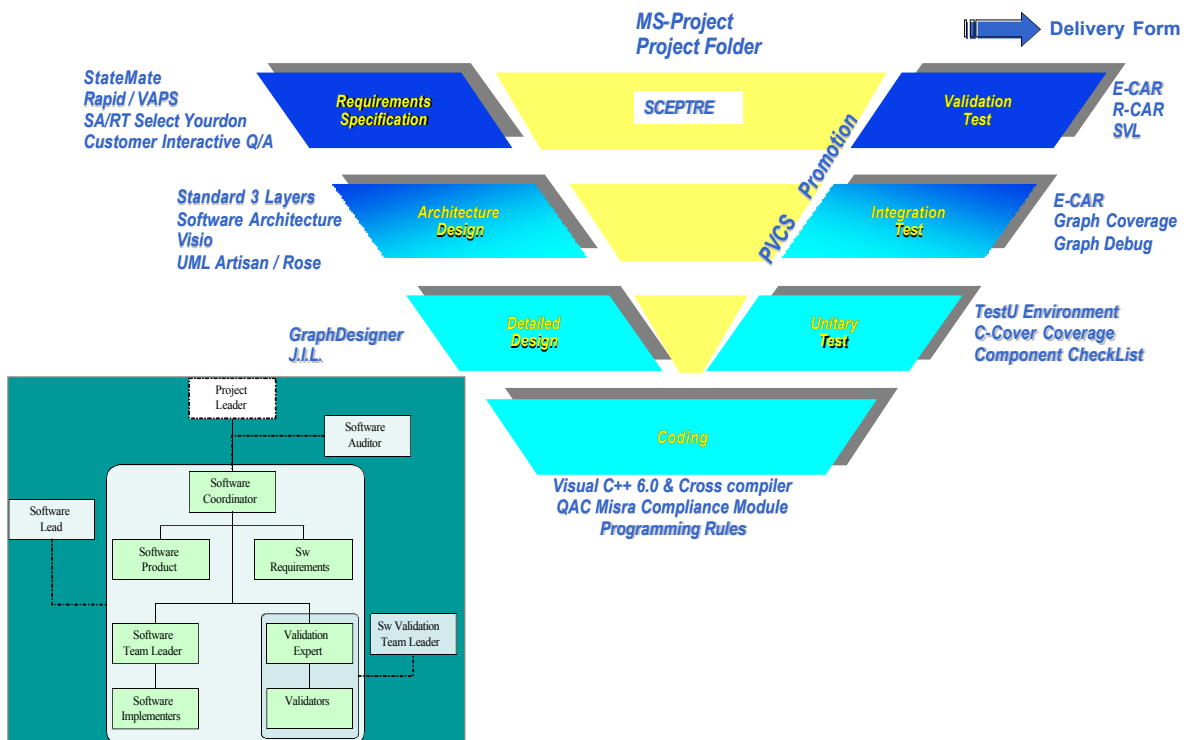 MS-Project
Project Folder
Delivery Form
StateMate
Rapid / VAPS
SA/RT Select Yourdon
Customer Interactive Q/A
Requirements
Specification
SCEPTRE
Validation
Test
E-CAR
R-CAR
SVL
PVCS Promotion
Standard 3 Layers
Software Architecture
Visio
UML Artisan / Rose
Architecture
Design
Integration
Test
E-CAR
Graph Coverage
Graph Debug
GraphDesigner
J.I.L.
Detailed
Design
Unitary
Test
TestU Environment
C-Cover Coverage
Component CheckList
Coding
Visual C++ 6.0 & Cross compiler
QAC Misra Compliance Module
Programming Rules
Project
Leader
Software
Auditor
Software
Coordinator
Software
Lead
Software
Product
Sw
Requirements
Software
Team Leader
Validation
Expert
Sw Validation
Team Leader
Software
Implementers
Validators